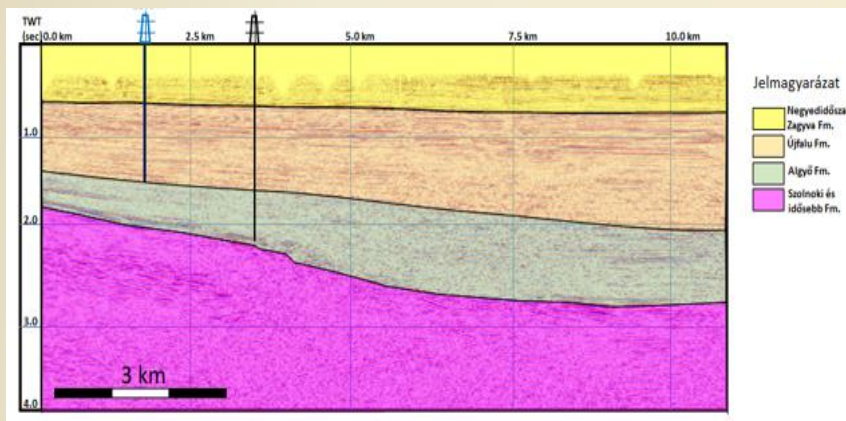 TWT
(sec) 0.0 km 2.5 km 5.0 km 7.5 km 10.0 km
1.0
2.0
3.0
4.0
3 km
Jelmagyarázat
Negyedidősza
Zagyva Fm.
Újfalu Fm.
Algyő Fm.
Szolnoki és
idősebb Fm.